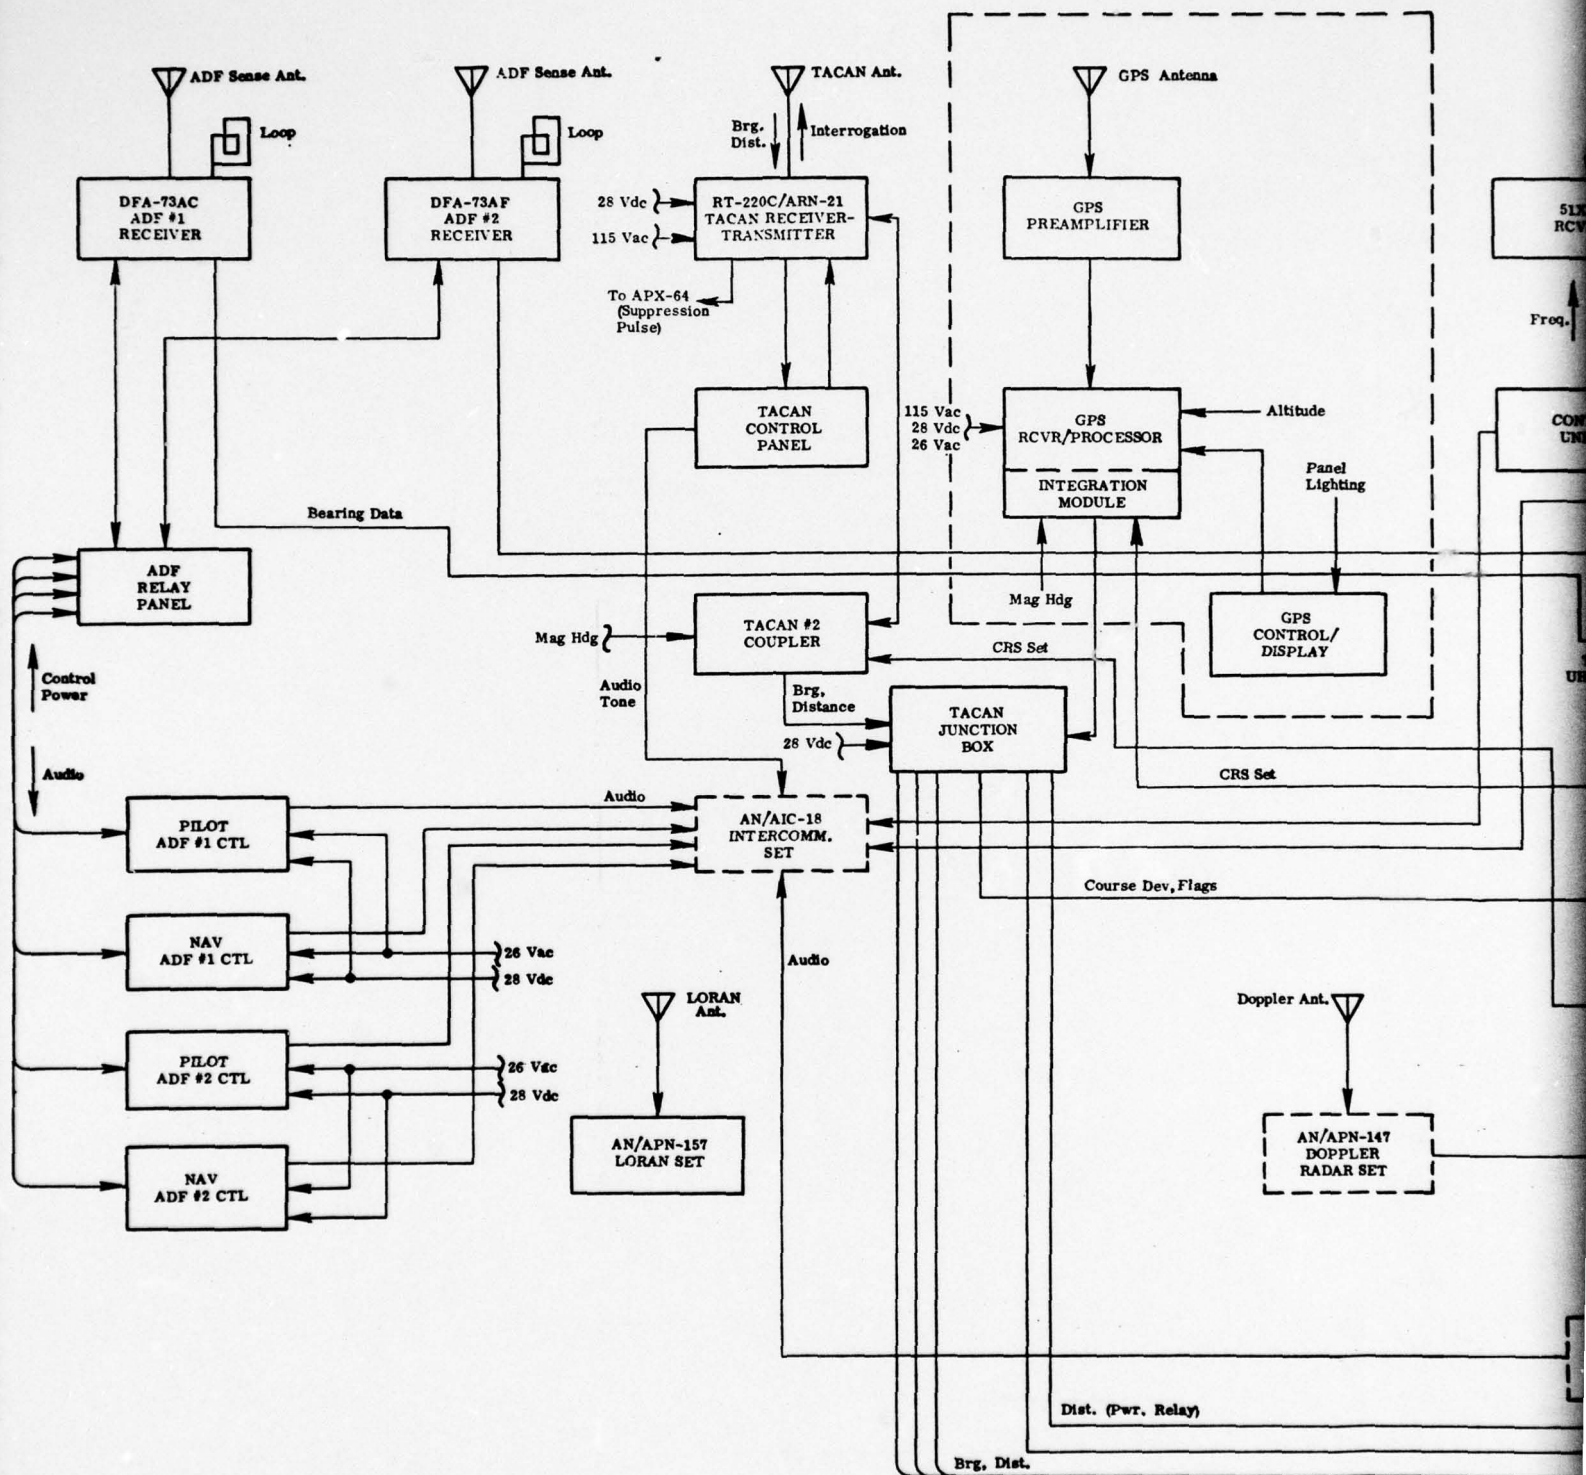 ADF Sense Ant.
ADF Sense Ant.
TACAN Ant.
GPS Antenna
Loop
Loop
Brg.
Dist.
Interrogation
DFA-73AC
ADF #1
RECEIVER
DFA-73AF
ADF #2
RECEIVER
28 Vdc
115 Vac
RT-220C/ARN-21
TACAN RECEIVER-
TRANSMITTER
GPS
PREAMPLIFIER
51X
RCV
To APX-64
(Suppression
Pulse)
Freq.
TACAN
CONTROL
PANEL
115 Vac
28 Vdc
26 Vac
GPS
RCVR/PROCESSOR
INTEGRATION
MODULE
Altitude
Panel
Lighting
CON
UN
Bearing Data
ADF
RELAY
PANEL
Mag Hdg
Mag Hdg
TACAN #2
COUPLER
CRS Set
GPS
CONTROL/
DISPLAY
Control
Power
Audio
Tone
Brg,
Distance
28 Vdc
TACAN
JUNCTION
BOX
Audio
CRS Set
PILOT
ADF #1 CTL
Audio
AN/AIC-18
INTERCOMM.
SET
Course Dev, Flags
NAV
ADF #1 CTL
26 Vac
28 Vdc
Audio
LORAN
Ant.
Doppler Ant.
PILOT
ADF #2 CTL
26 Vac
28 Vdc
AN/APN-157
LORAN SET
AN/APN-147
DOPPLER
RADAR SET
NAV
ADF #2 CTL
Dist. (Pwr. Relay)
Brg, Dist.